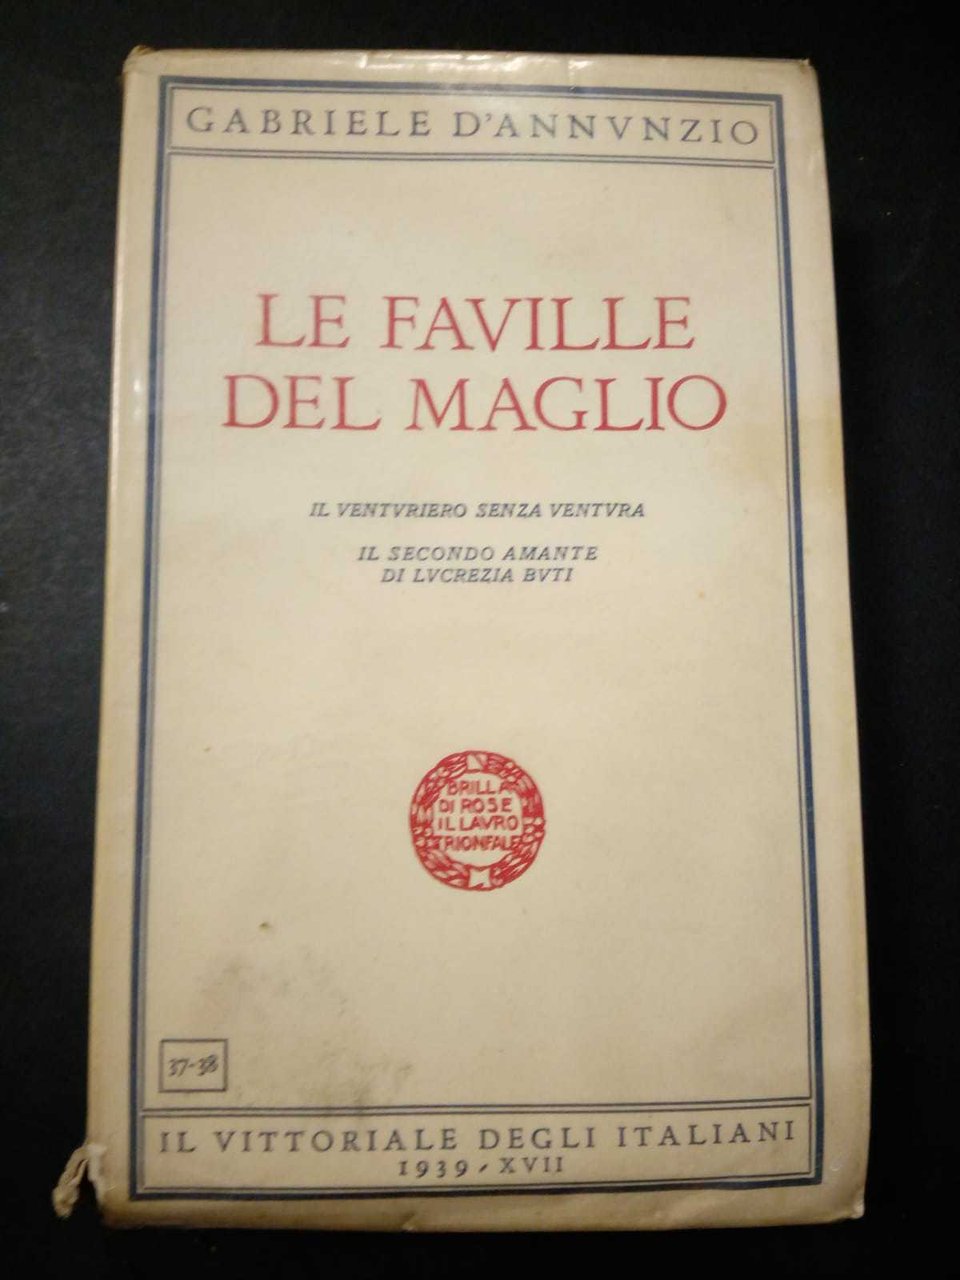 GABRIELE D'ANNVNZIO
LE FAVILLE
DEL MAGLIO
IL VENTVRIERO SENZA VENTVRA
IL SECONDO AMANTE
DI LVCREZIA BVTI
BRILLA
DI ROSE
IL LAVRO
TRIONFALE
37-38
IL VITTORIALE DEGLI ITALIANI
1939 - XVII